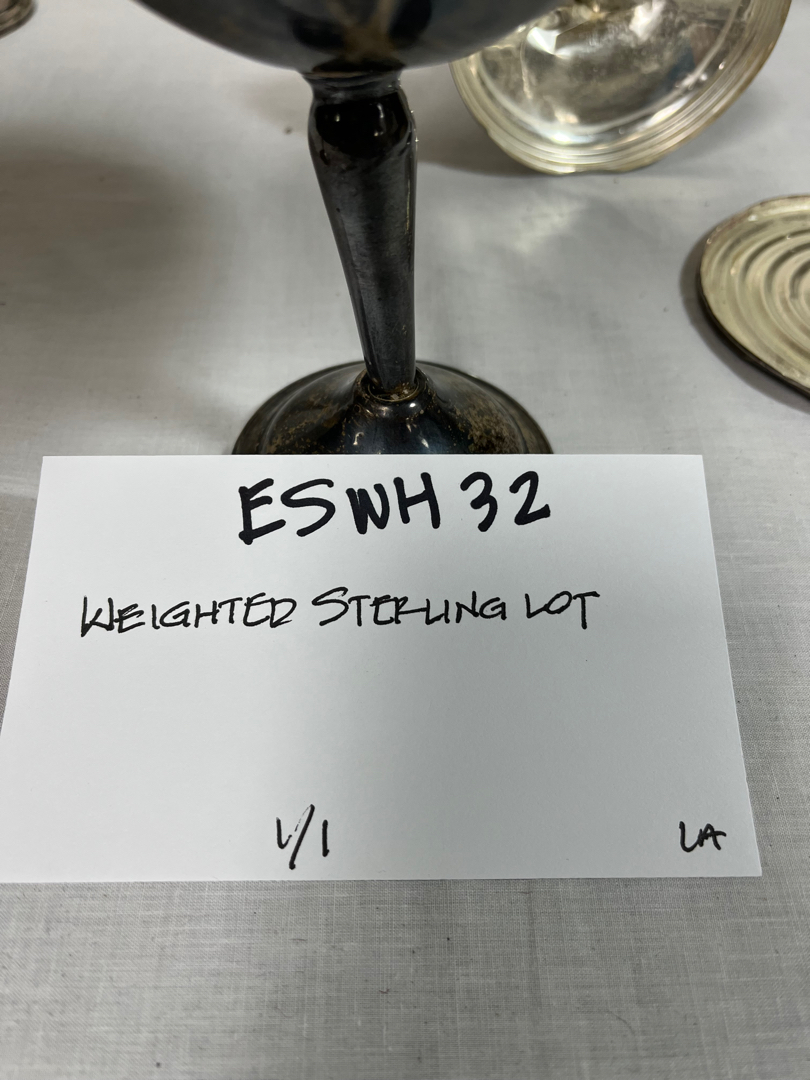 ESWH 32
WEIGHTED STERLING LOT
1/1
LA